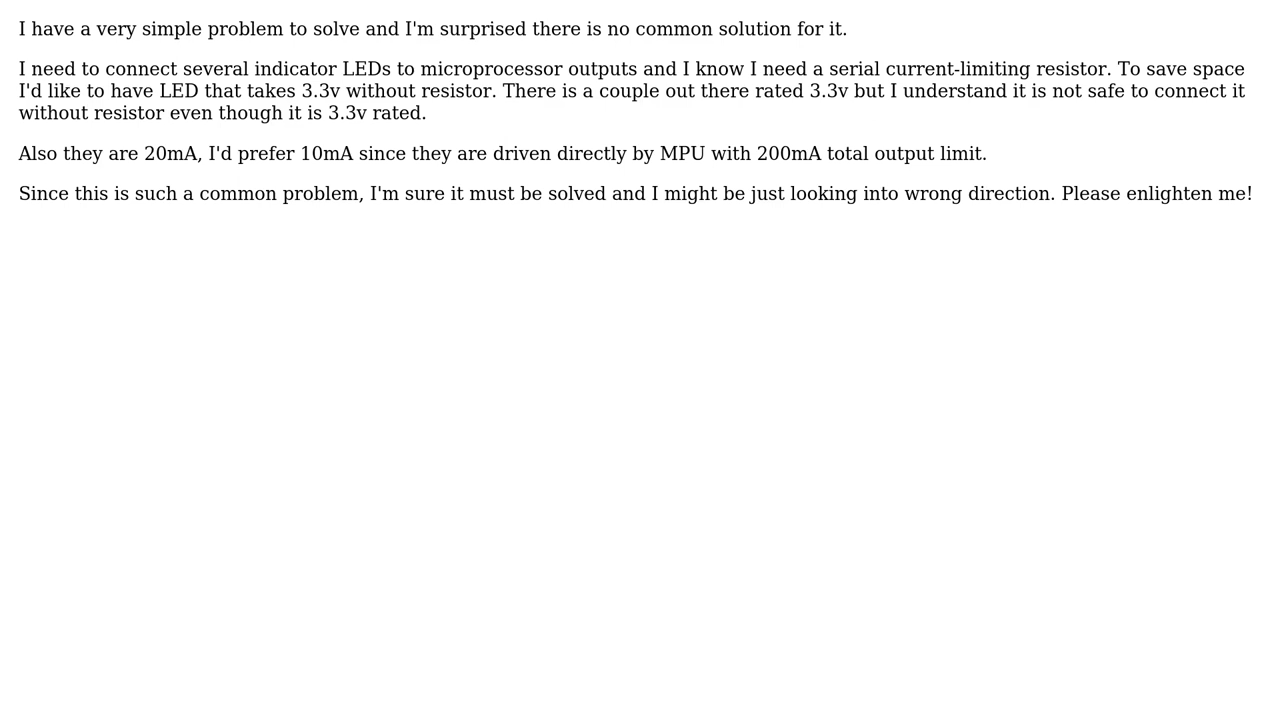 I have a very simple problem to solve and I'm surprised there is no common solution for it.
I need to connect several indicator LEDs to microprocessor outputs and I know I need a serial current-limiting resistor. To save space
I'd like to have LED that takes 3.3v without resistor. There is a couple out there rated 3.3v but I understand it is not safe to connect it
without resistor even though it is 3.3v rated.
Also they are 20mA, I'd prefer 10mA since they are driven directly by MPU with 200mA total output limit.
Since this is such a common problem, I'm sure it must be solved and I might be just looking into wrong direction. Please enlighten me!